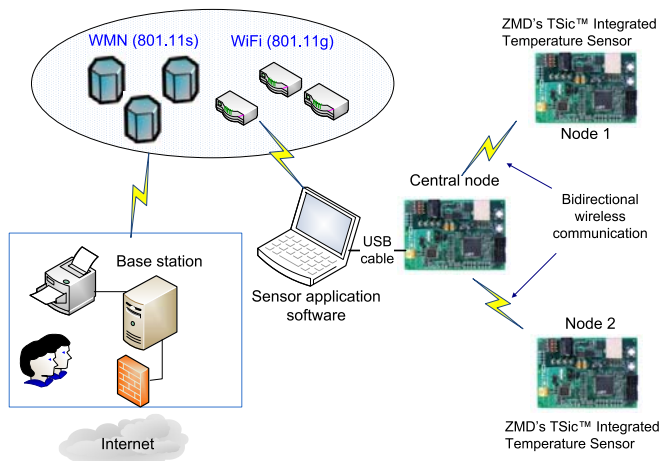 WMN (801.11s)
WiFi (801.11g)
ZMD's TSic™ Integrated
Temperature Sensor
Node 1
Central node
Bidirectional
wireless
communication
USB
cable
Base station
Sensor application
software
Node 2
ZMD's TSic™ Integrated
Temperature Sensor
Internet